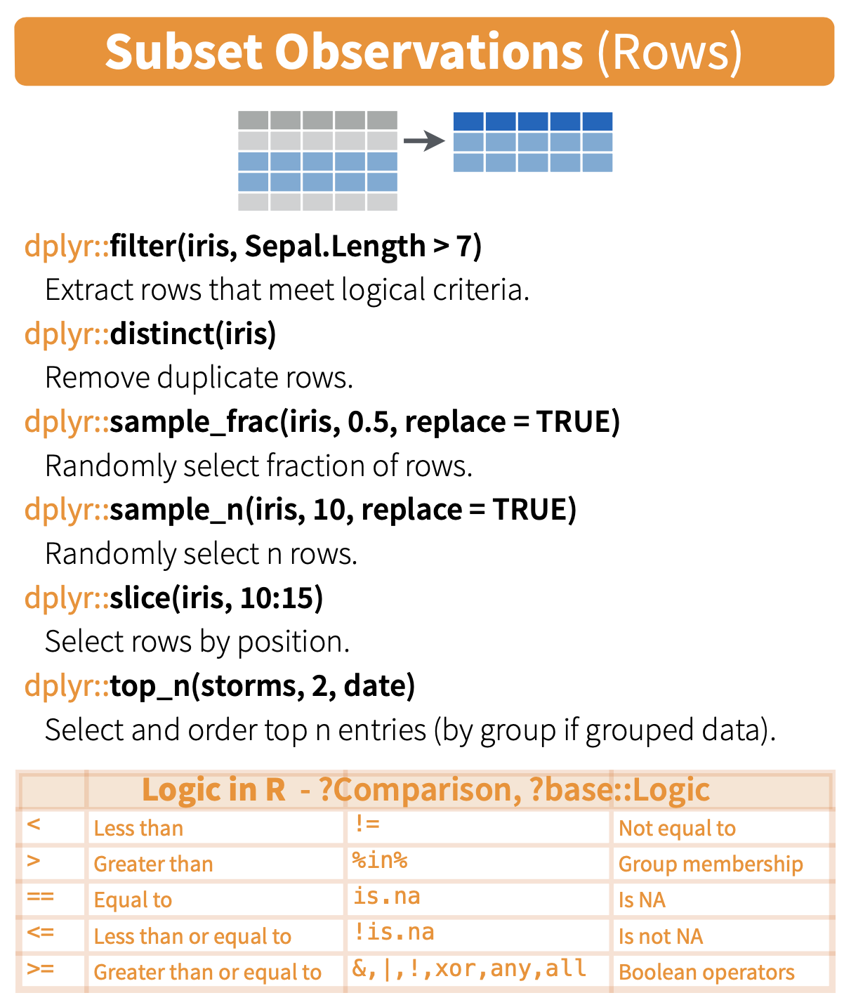 Subset Observations (Rows)
dplyr::filter(iris, Sepal.Length > 7)
Extract rows that meet logical criteria.
dplyr::distinct(iris)
Remove duplicate rows.
dplyr::sample_frac(iris, 0.5, replace = TRUE)
Randomly select fraction of rows.
dplyr::sample_n(iris, 10, replace = TRUE)
Randomly select n rows.
dplyr::slice(iris, 10:15)
Select rows by position.
dplyr::top_n(storms, 2, date)
Select and order top n entries (by group if grouped data).
Logic in R - ?Comparison, ?base::Logic
< Less than != Not equal to
> Greater than %in% Group membership
== Equal to is.na Is NA
<= Less than or equal to !is.na Is not NA
>= Greater than or equal to &,|,!,xor,any,all Boolean operators